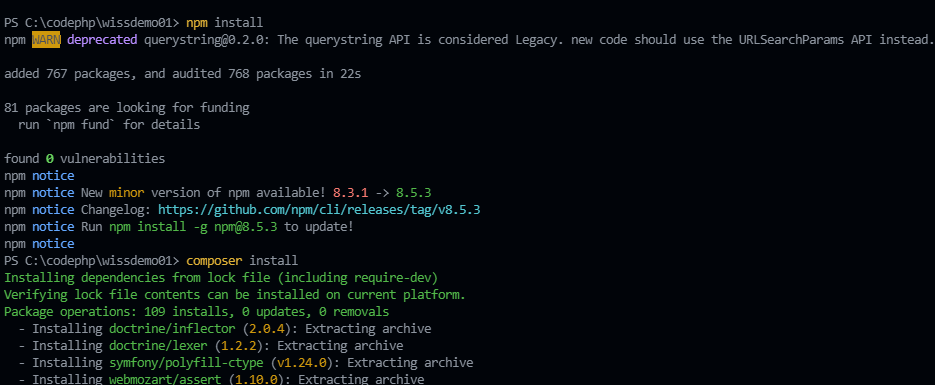 PS C:\codephp\wissdemo01> npm install
npm WARN deprecated querystring@0.2.0: The querystring API is considered Legacy. new code should use the URLSearchParams API instead.
added 767 packages, and audited 768 packages in 22s
81 packages are looking for funding
run `npm fund` for details
found 0 vulnerabilities
npm notice
npm notice New minor version of npm available! 8.3.1 -> 8.5.3
npm notice Changelog: https://github.com/npm/cli/releases/tag/v8.5.3
npm notice Run npm install -g npm@8.5.3 to update!
npm notice
PS C:\codephp\wissdemo01> composer install
Installing dependencies from lock file (including require-dev)
Verifying lock file contents can be installed on current platform.
Package operations: 109 installs, 0 updates, 0 removals
- Installing doctrine/inflector (2.0.4): Extracting archive
- Installing doctrine/lexer (1.2.2): Extracting archive
- Installing symfony/polyfill-ctype (v1.24.0): Extracting archive
- Installing webmozart/assert (1.10.0): Extracting archive